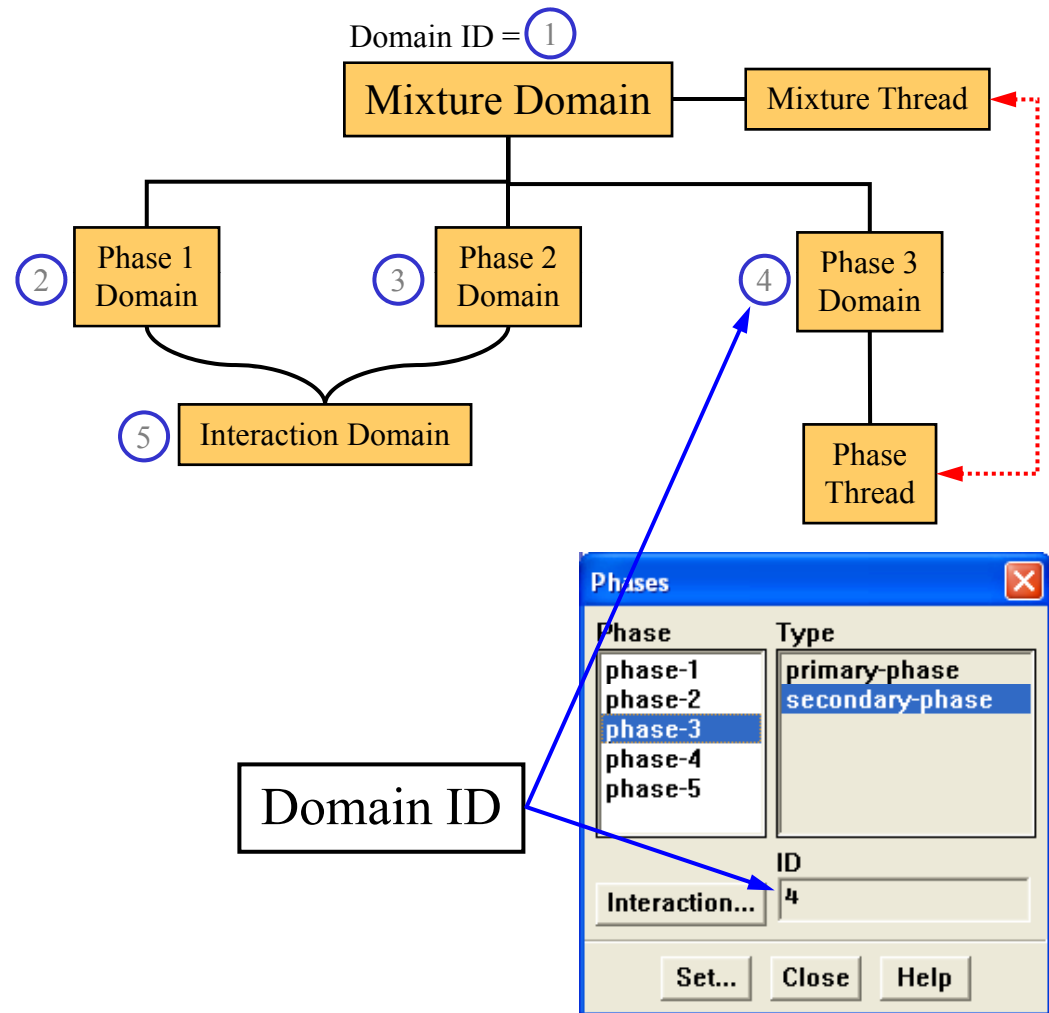 Domain ID = 1
Mixture Domain
Mixture Thread
2
Phase 1
Domain
3
Phase 2
Domain
4
Phase 3
Domain
5
Interaction Domain
Phase
Thread
Domain ID
Phases
Phase
Type
phase-1
phase-2
phase-3
phase-4
phase-5
primary-phase
secondary-phase
ID
Interaction...
4
Set...
Close
Help